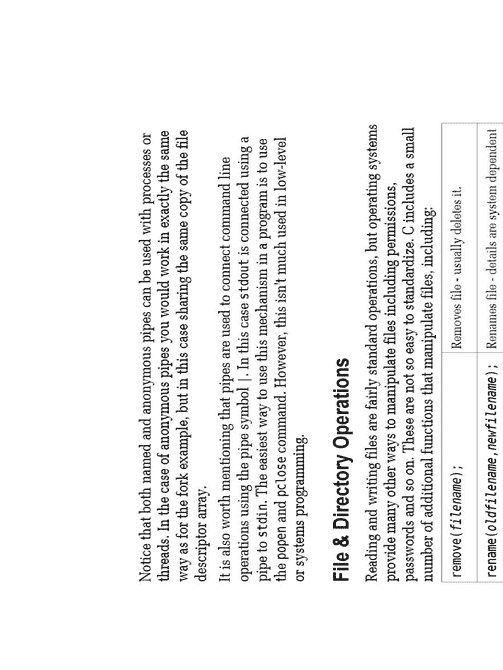 Notice that both named and anonymous pipes can be used with processes or
threads. In the case of anonymous pipes you would work in exactly the same
way as for the fork example, but in this case sharing the same copy of the file
descriptor array.
It is also worth mentioning that pipes are used to connect command line
operations using the pipe symbol |. In this case stdout is connected using a
pipe to stdin. The easiest way to use this mechanism in a program is to use
the popen and pclose command. However, this isn't much used in low-level
or systems programming.
File & Directory Operations
Reading and writing files are fairly standard operations, but operating systems
provide many other ways to manipulate files including permissions,
passwords and so on. These are not so easy to standardize. C includes a small
number of additional functions that manipulate files, including:
remove(filename); Removes file - usually deletes it.
rename(oldfilename,newfilename); Renames file - details are system dependent